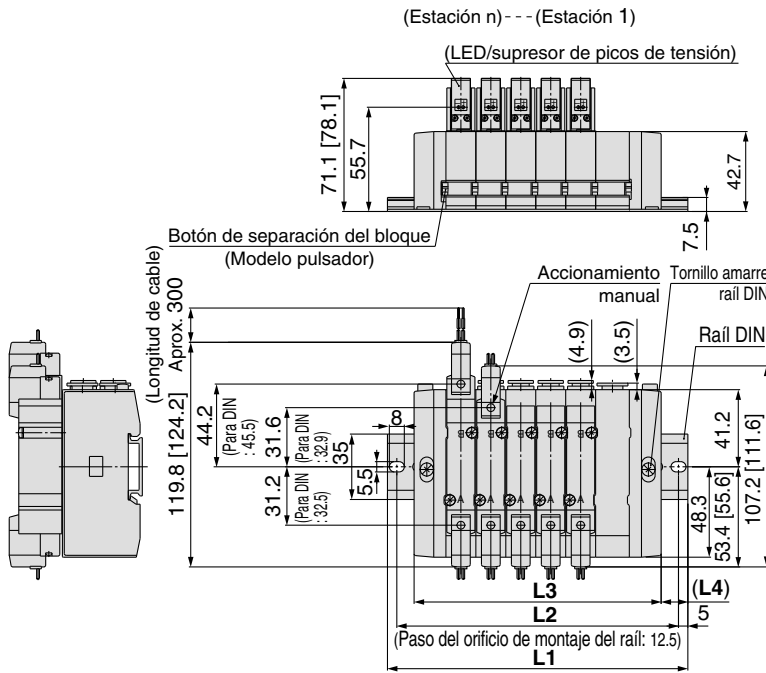 (Estación n)---(Estación 1)
(LED/supresor de picos de tensión)
71.1 [78.1]
55.7
42.7
7.5
Botón de separación del bloque
(Modelo pulsador)
Accionamiento
manual
Tornillo amarre
raíl DIN
Raíl DIN
(Longitud de cable)
Aprox. 300
(4.9)
(3.5)
119.8 [124.2]
44.2
(Para DIN
: 45.5)
31.6
(Para DIN
: 32.9)
31.2
(Para DIN
: 32.5)
8
35
5.5
B B B B B
A A A A A
41.2
48.3
53.4 [55.6]
107.2 [111.6]
L3
(L4)
L2
5
(Paso del orificio de montaje del raíl: 12.5)
L1